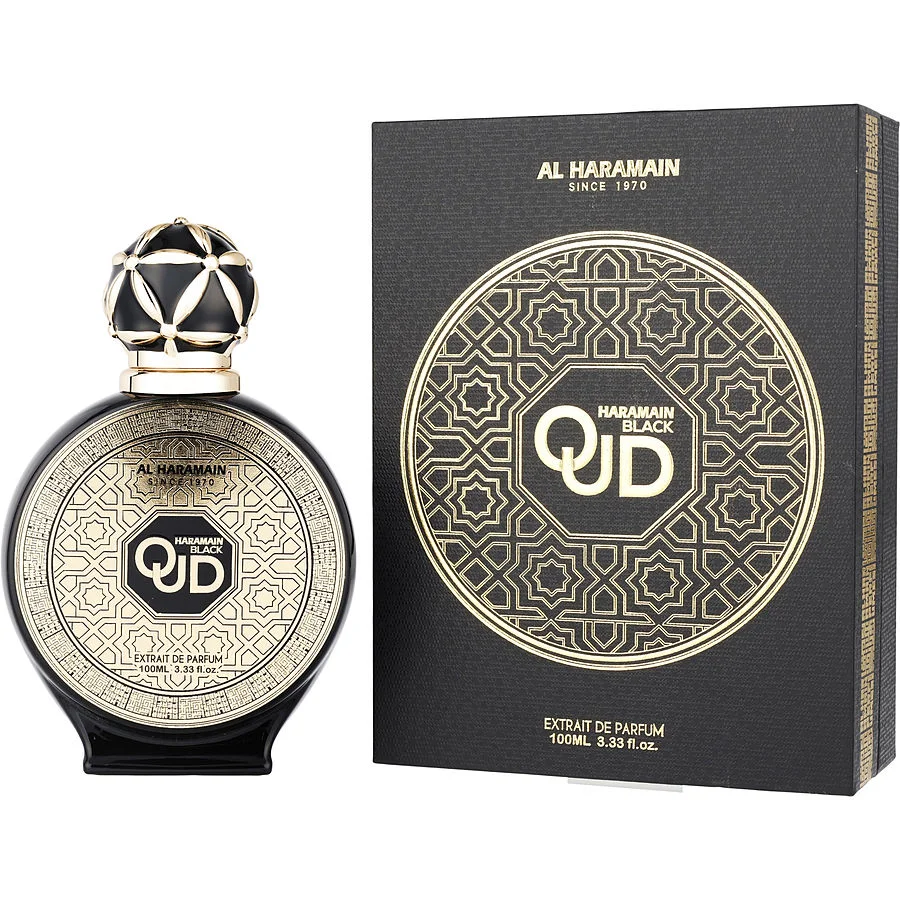 AL HARAMAIN
SINCE 1970
HARAMAIN
BLACK
OUD
EXTRAIT DE PARFUM
100ML 3.33 fl.oz.
AL HARAMAIN
SINCE 1970
HARAMAIN
BLACK
OUD
EXTRAIT DE PARFUM
100ML 3.33 fl.oz.